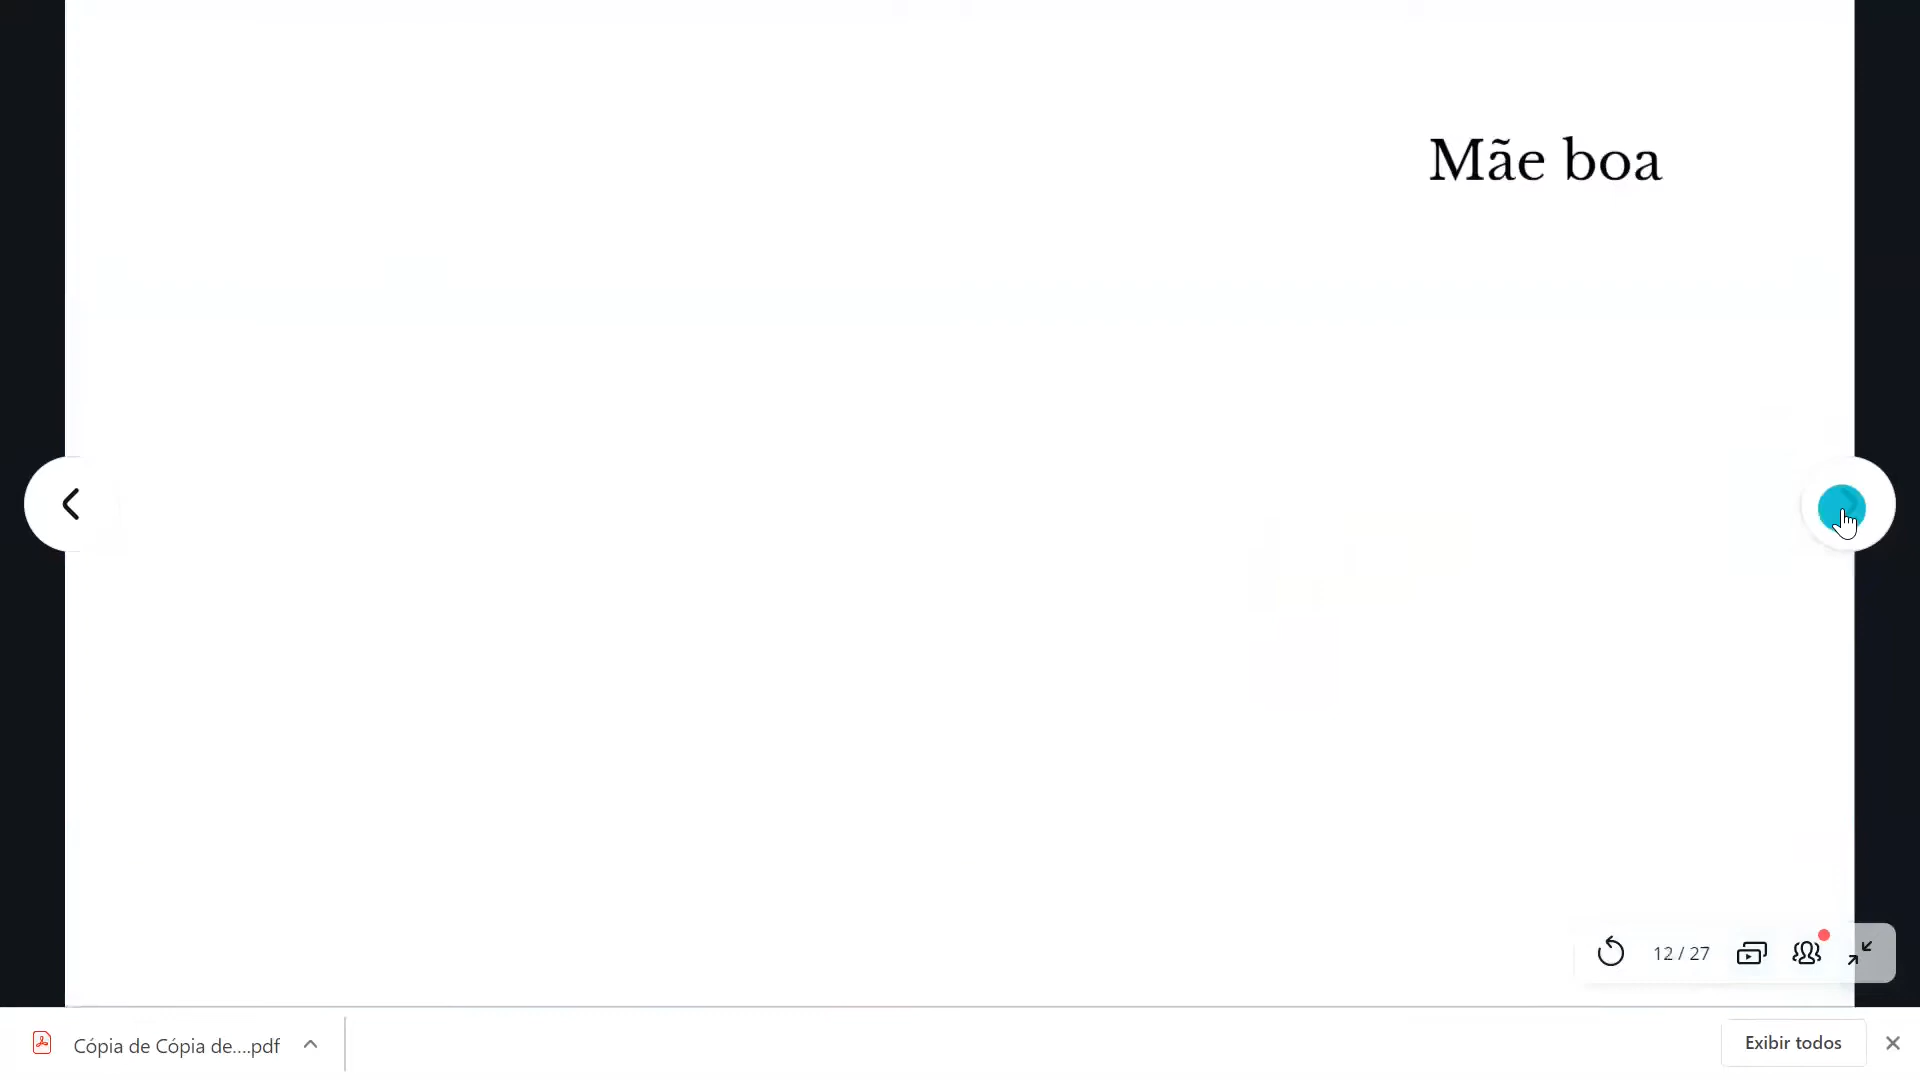 Mãe boa
12 / 27
Cópia de Cópia de....pdf
Exibir todos